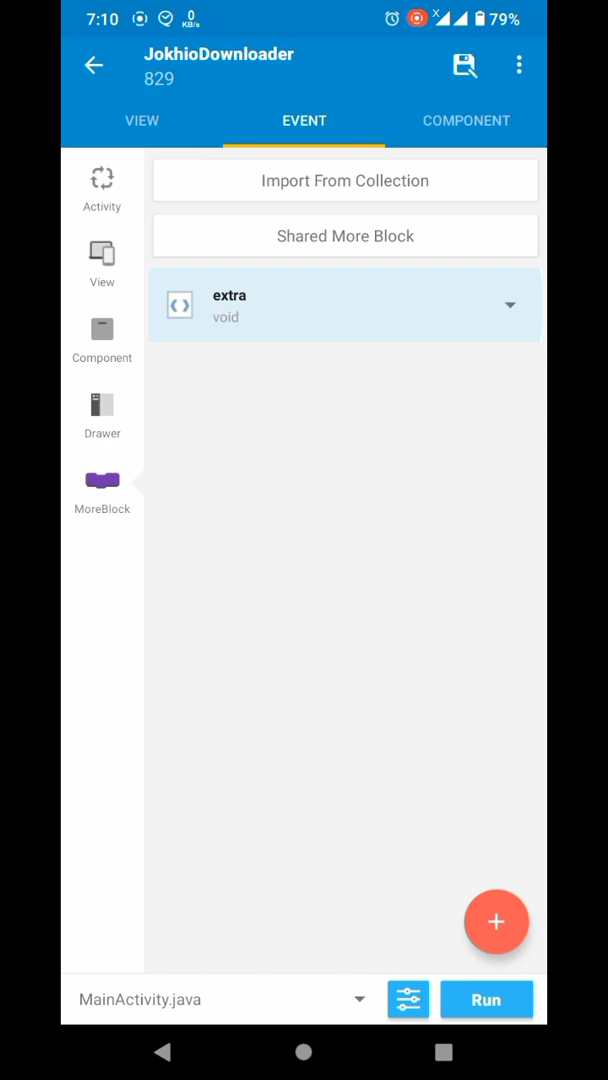 7:10 0 KB/s X 79%
JokhioDownloader
829
VIEW EVENT COMPONENT
Import From Collection
Activity
Shared More Block
View
extra
void
Component
Drawer
MoreBlock
+
MainActivity.java Run